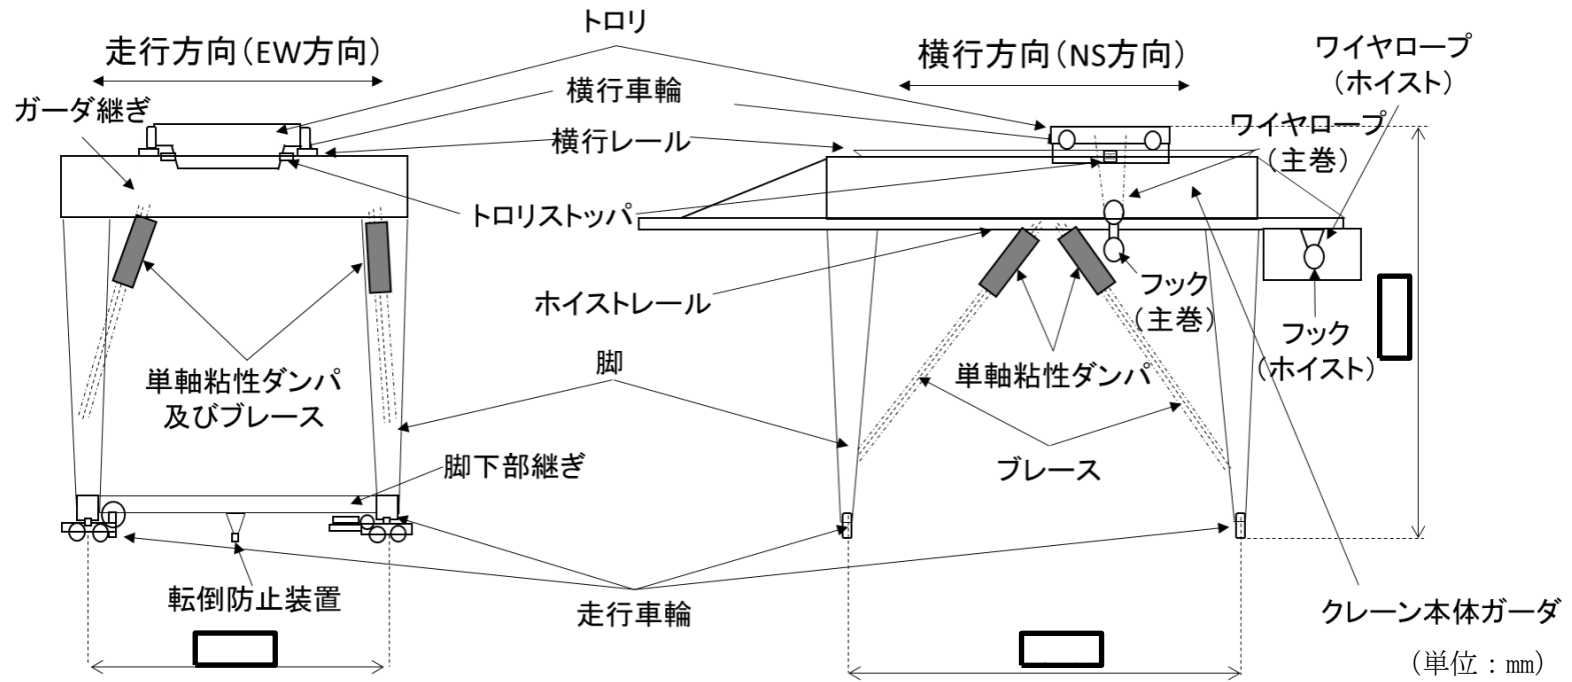 トロリ
走行方向(EW方向)
横行方向(NS方向)
ワイヤロープ
(ホイスト)
ガーダ継ぎ
横行車輪
横行レール
ワイヤロープ
(主巻)
トロリストッパ
ホイストレール
フック
(主巻)
フック
(ホイスト)
単軸粘性ダンパ
及びブレース
脚
単軸粘性ダンパ
脚下部継ぎ
ブレース
転倒防止装置
走行車輪
クレーン本体ガーダ
(単位:mm)